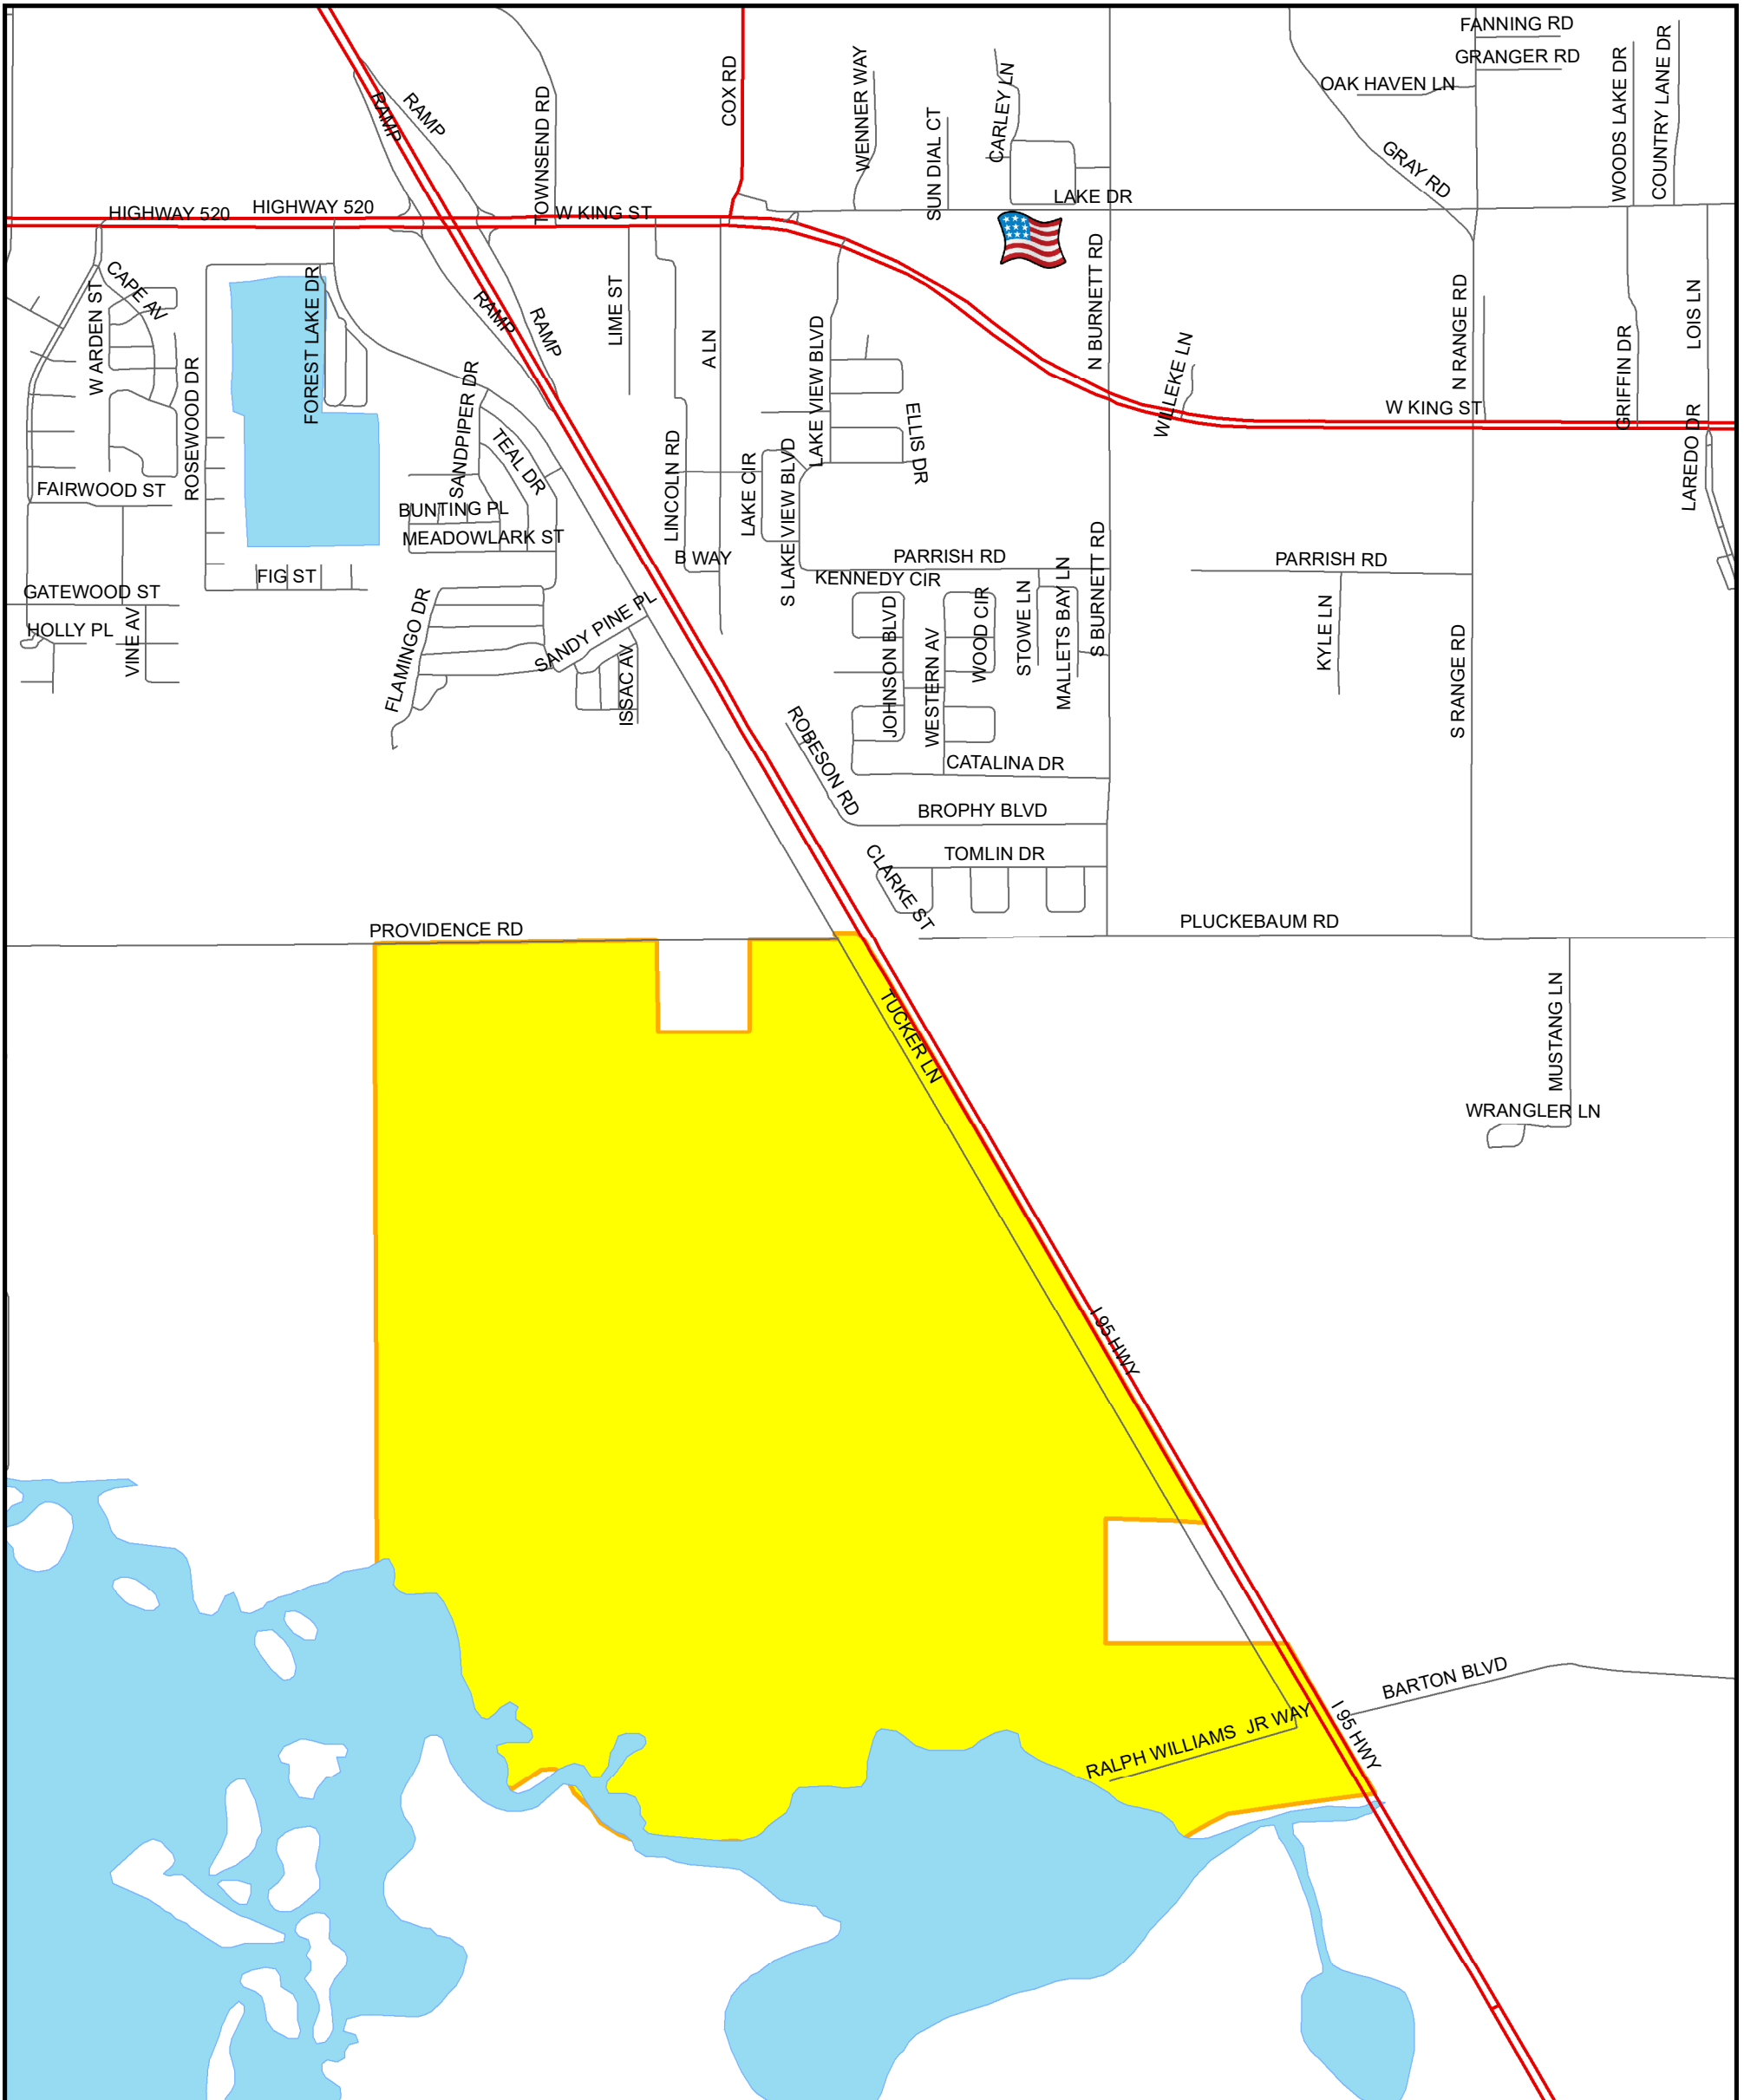 FANNING RD
GRANGER RD
OAK HAVEN LN
WOODS LAKE DR
COUNTRY LANE DR
GRAY RD
COX RD
WENNER WAY
SUN DIAL CT
CARLEY LN
LAKE DR
RAMP
RAMP
TOWNSEND RD
HIGHWAY 520
HIGHWAY 520
W KING ST
CAPE AV
W ARDEN ST
FOREST LAKE DR
ROSEWOOD DR
RAMP
RAMP
LIME ST
A LN
LAKE VIEW BLVD
N BURNETT RD
WILLEKE LN
N RANGE RD
GRIFFIN DR
LOIS LN
W KING ST
LAREDO DR
SANDPIPER DR
TEAL DR
ELLIS DR
LINCOLN RD
LAKE CIR
S LAKE VIEW BLVD
FAIRWOOD ST
BUNTING PL
MEADOWLARK ST
B WAY
PARRISH RD
S BURNETT RD
PARRISH RD
FIG ST
KENNEDY CIR
GATEWOOD ST
HOLLY PL
VINE AV
FLAMINGO DR
SANDY PINE PL
ISSAC AV
JOHNSON BLVD
WESTERN AV
WOOD CIR
STOWE LN
MALLETS BAY LN
KYLE LN
S RANGE RD
ROBESON RD
CATALINA DR
BROPHY BLVD
TOMLIN DR
CLARKE ST
PROVIDENCE RD
PLUCKEBAUM RD
TUCKER LN
MUSTANG LN
WRANGLER LN
I 95 HWY
BARTON BLVD
RALPH WILLIAMS JR WAY
I 95 HWY